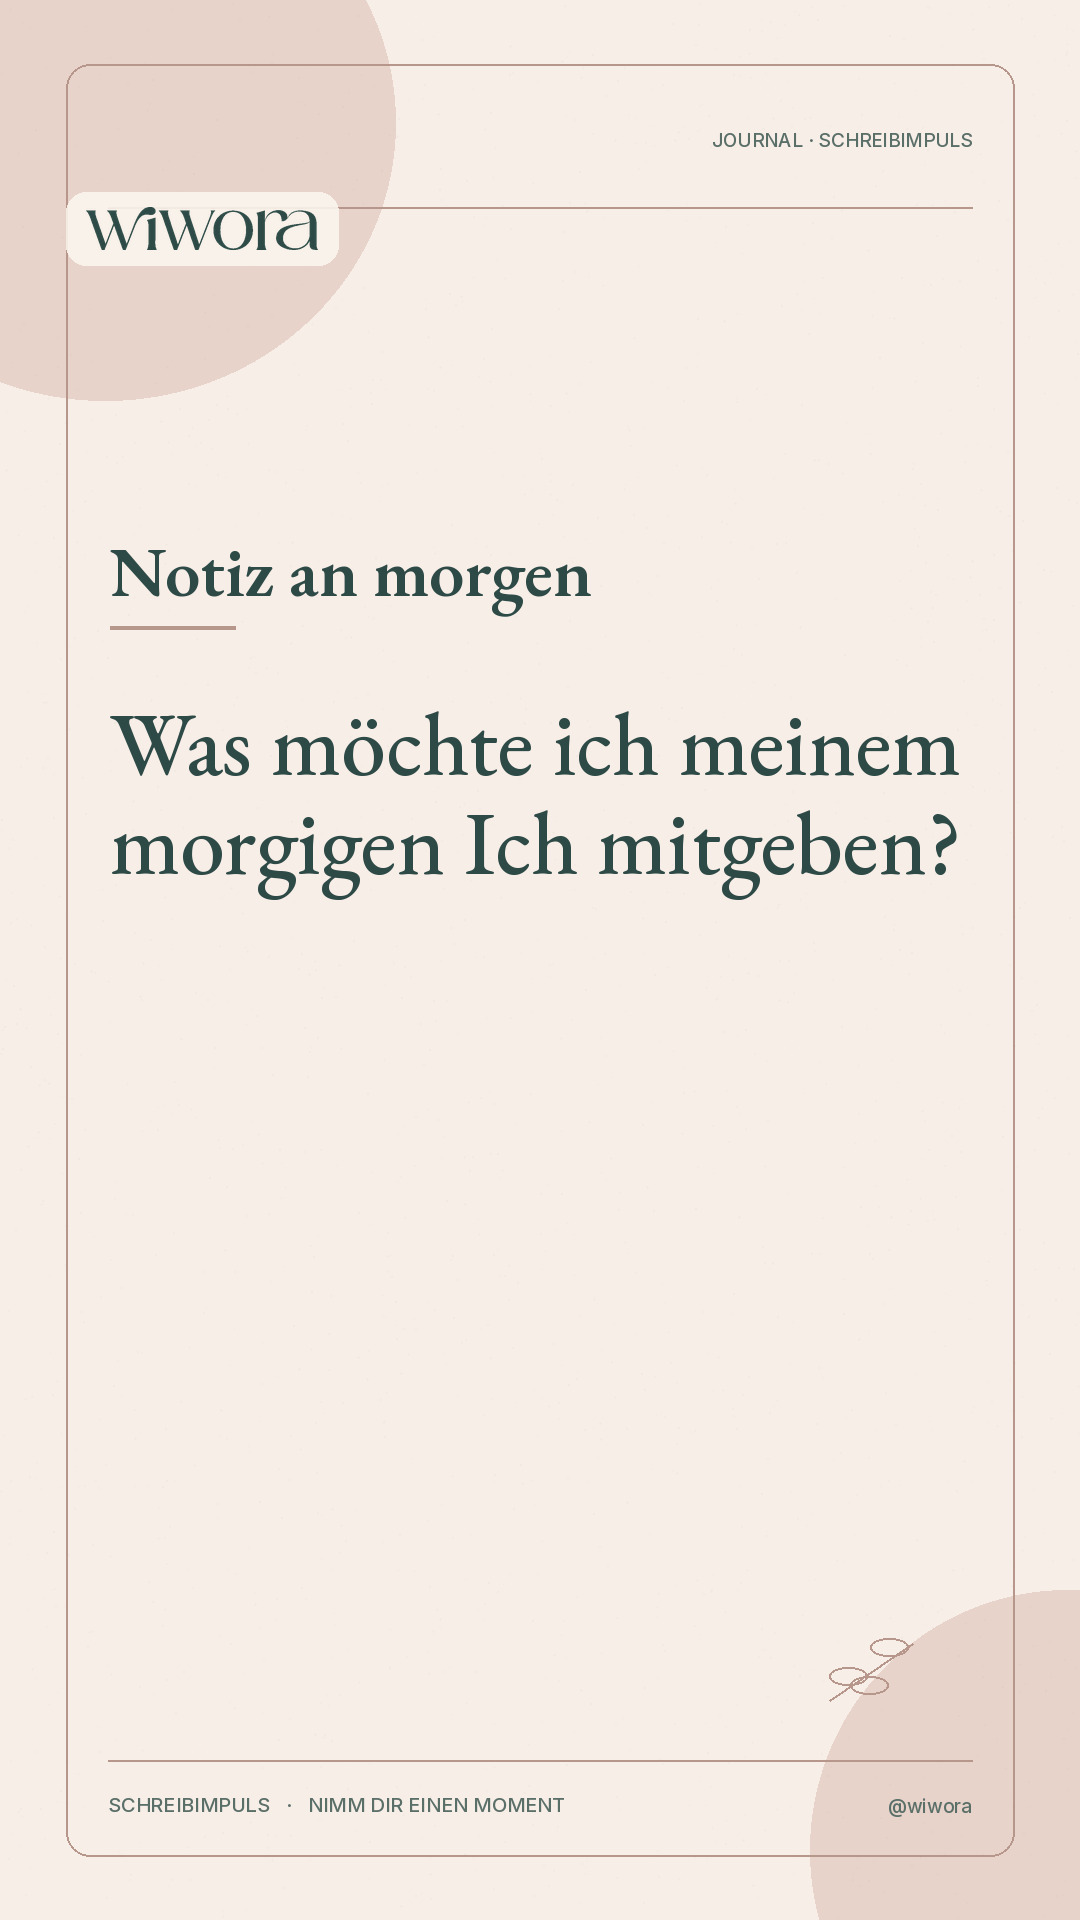 JOURNAL · SCHREIBIMPULS
wiwora
Notiz an morgen
Was möchte ich meinem
morgigen Ich mitgeben?
SCHREIBIMPULS · NIMM DIR EINEN MOMENT
@wiwora